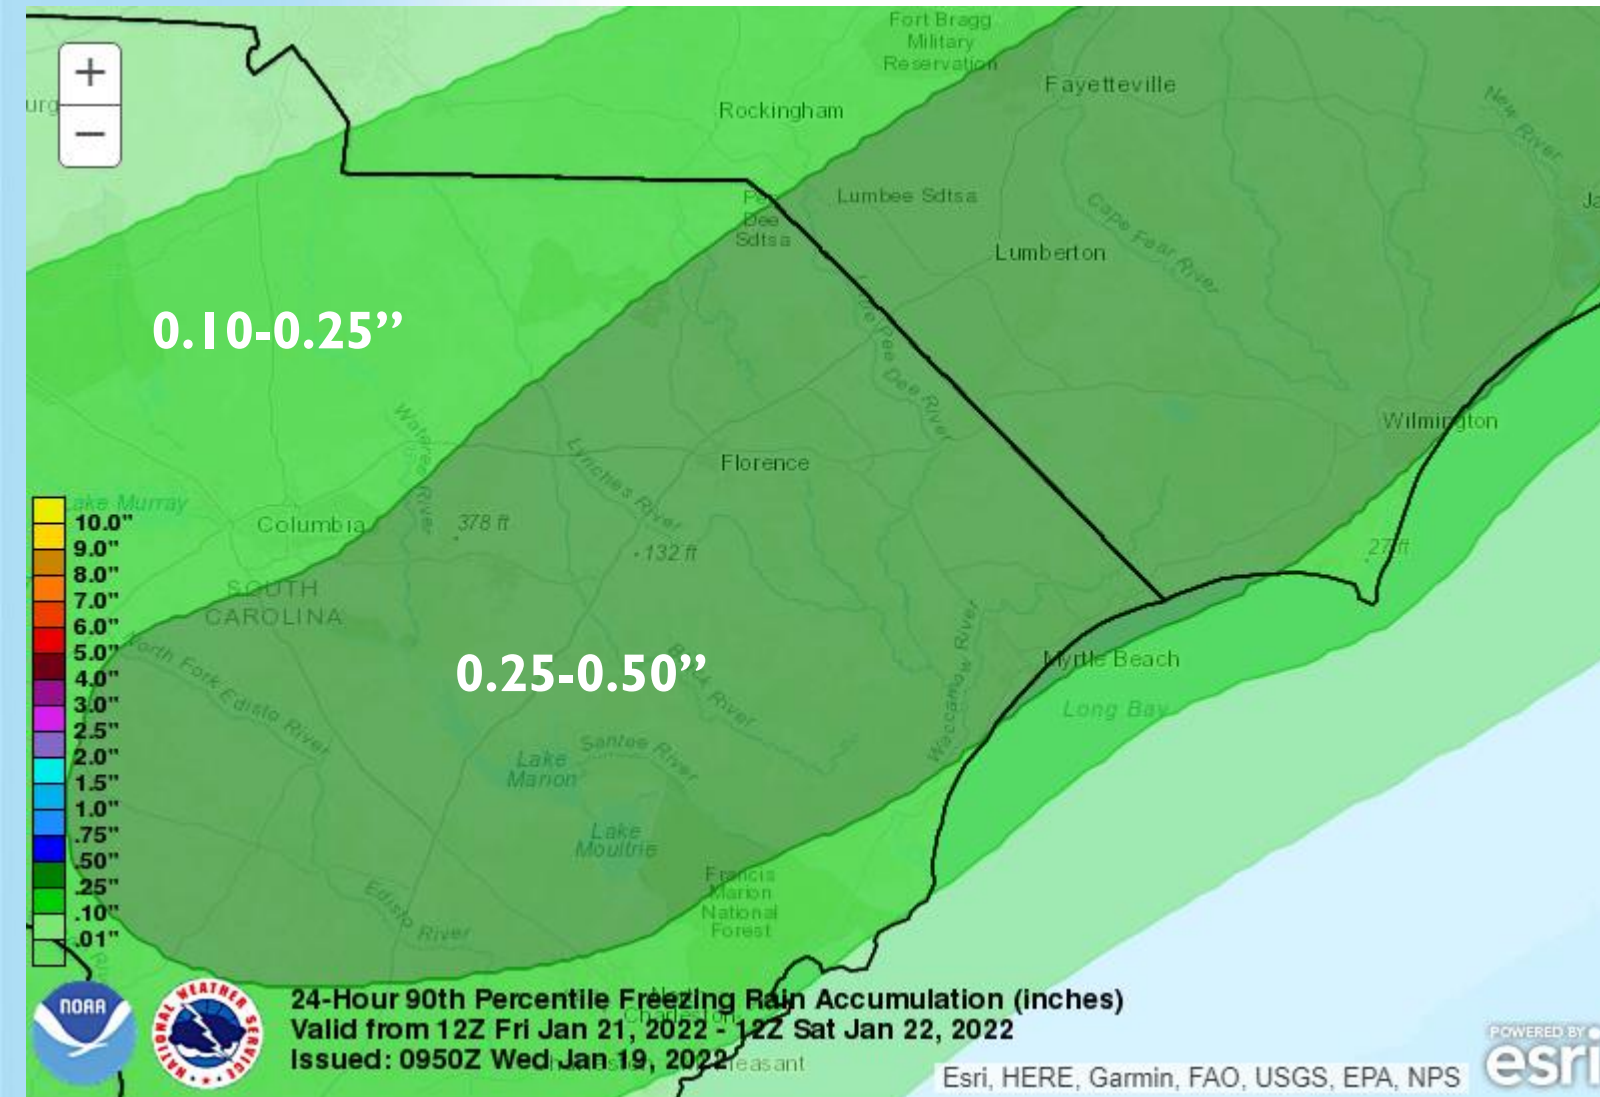 +
−
urg
Fort Bragg
Military
Reservation
Fayetteville
Rockingham
New River
Lumbee Sdtsa
Dee
Sdtsa
Cape Fear River
Lumberton
0.10-0.25’’
Pee Dee River
Wateree River
Wilmington
Lynches River
Florence
Lake Murray
Columbia
378 ft
132 ft
27 ft
SOUTH
CAROLINA
North Fork Edisto River
0.25-0.50’’
Black River
Waccamaw River
Myrtle Beach
Long Bay
Santee River
Lake
Marion
Lake
Moultrie
Francis
Marion
National
Forest
Edisto River
10.0"
9.0"
8.0"
7.0"
6.0"
5.0"
4.0"
3.0"
2.5"
2.0"
1.5"
1.0"
.75"
.50"
.25"
.10"
.01"
NOAA
NATIONAL WEATHER SERVICE
North
Charleston
24-Hour 90th Percentile Freezing Rain Accumulation (inches)
Valid from 12Z Fri Jan 21, 2022 - 12Z Sat Jan 22, 2022
Issued: 0950Z Wed Jan 19, 2022
POWERED BY
esri
Esri, HERE, Garmin, FAO, USGS, EPA, NPS